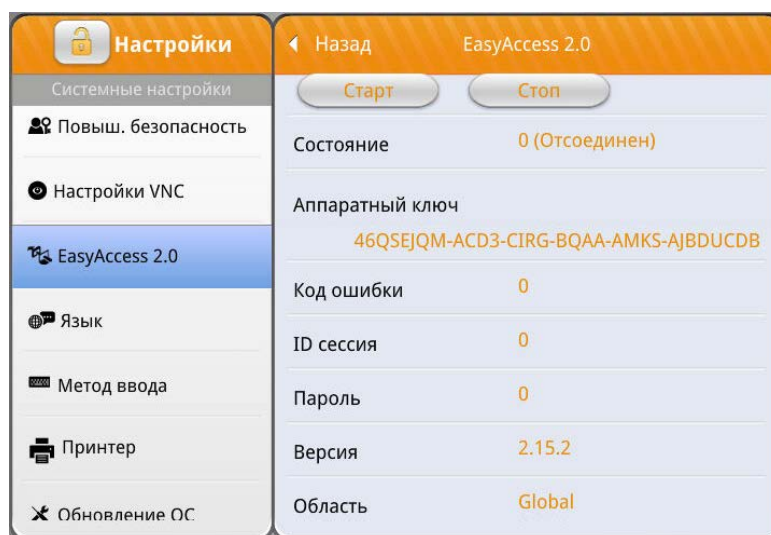 Настройки
Системные настройки
Повыш. безопасность
Настройки VNC
EasyAccess 2.0
Язык
Метод ввода
Принтер
Обновление ОС
Назад EasyAccess 2.0
Старт Стоп
Состояние 0 (Отсоединен)
Аппаратный ключ
46QSEJQM-ACD3-CIRG-BQAA-AMKS-AJBDUCDB
Код ошибки 0
ID сессия 0
Пароль 0
Версия 2.15.2
Область Global